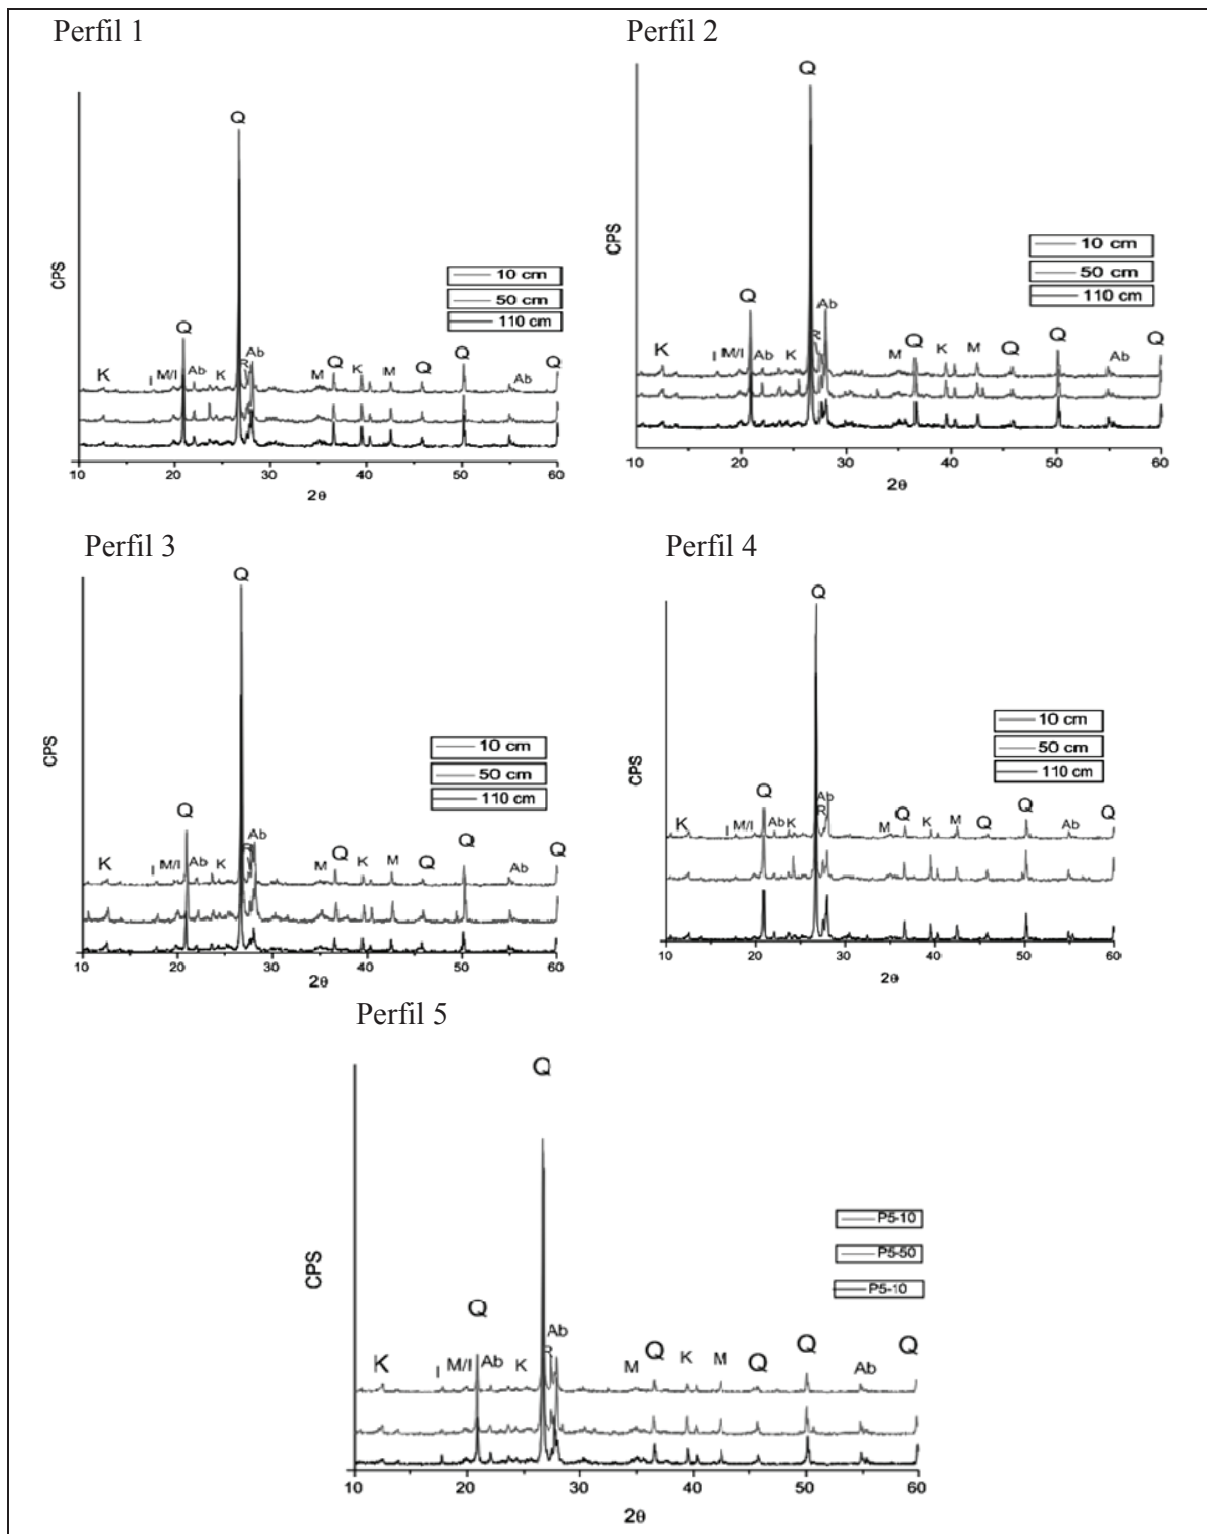 Perfil 1
Q
CPS
10 cm
50 cm
110 cm
Q
K I M/I Ab K R Ab M Q K M Q Q Ab Q
10 20 30 40 50 60
2θ
Perfil 2
Q
CPS
10 cm
50 cm
110 cm
Q
K I M/I Ab K R Ab M Q K M Q Q Ab Q
10 20 30 40 50 60
2θ
Perfil 3
Q
CPS
10 cm
50 cm
110 cm
Q
K I M/I Ab K Ab M Q K M Q Q Ab Q
10 20 30 40 50 60
2θ
Perfil 4
Q
CPS
10 cm
50 cm
110 cm
Q
K I M/I Ab K R Ab M Q K M Q Q Ab Q
10 20 30 40 50 60
2θ
Perfil 5
Q
CPS
P5-10
P5-50
P5-10
Q
K I M/I Ab K R Ab M Q K M Q Q Ab Q
10 20 30 40 50 60
2θ